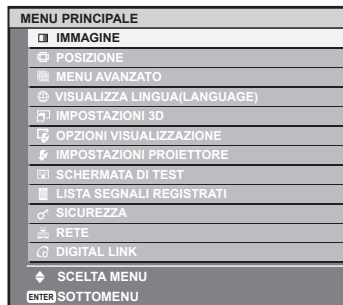 MENU PRINCIPALE
IMMAGINE
POSIZIONE
MENU AVANZATO
VISUALIZZA LINGUA(LANGUAGE)
IMPOSTAZIONI 3D
OPZIONI VISUALIZZAZIONE
IMPOSTAZIONI PROIETTORE
SCHERMATA DI TEST
LISTA SEGNALI REGISTRATI
SICUREZZA
RETE
DIGITAL LINK
SCELTA MENU
ENTER SOTTOMENU